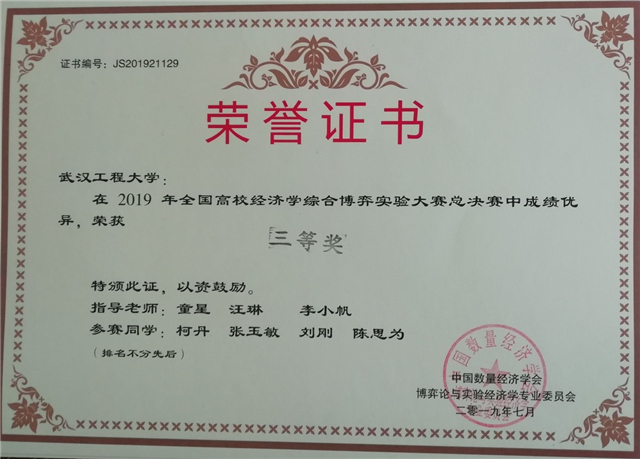 证书编号：JS201921129
荣誉证书
武汉工程大学：
在 2019 年全国高校经济学综合博弈实验大赛总决赛中成绩优
异，荣获
三等奖
特颁此证，以资鼓励。
指导老师：童星 汪琳 李小帆
参赛同学：柯丹 张玉敏 刘刚 陈思为
（排名不分先后）
中国数量经济学会
博弈论与实验经济学专业委员会
二〇一九年七月